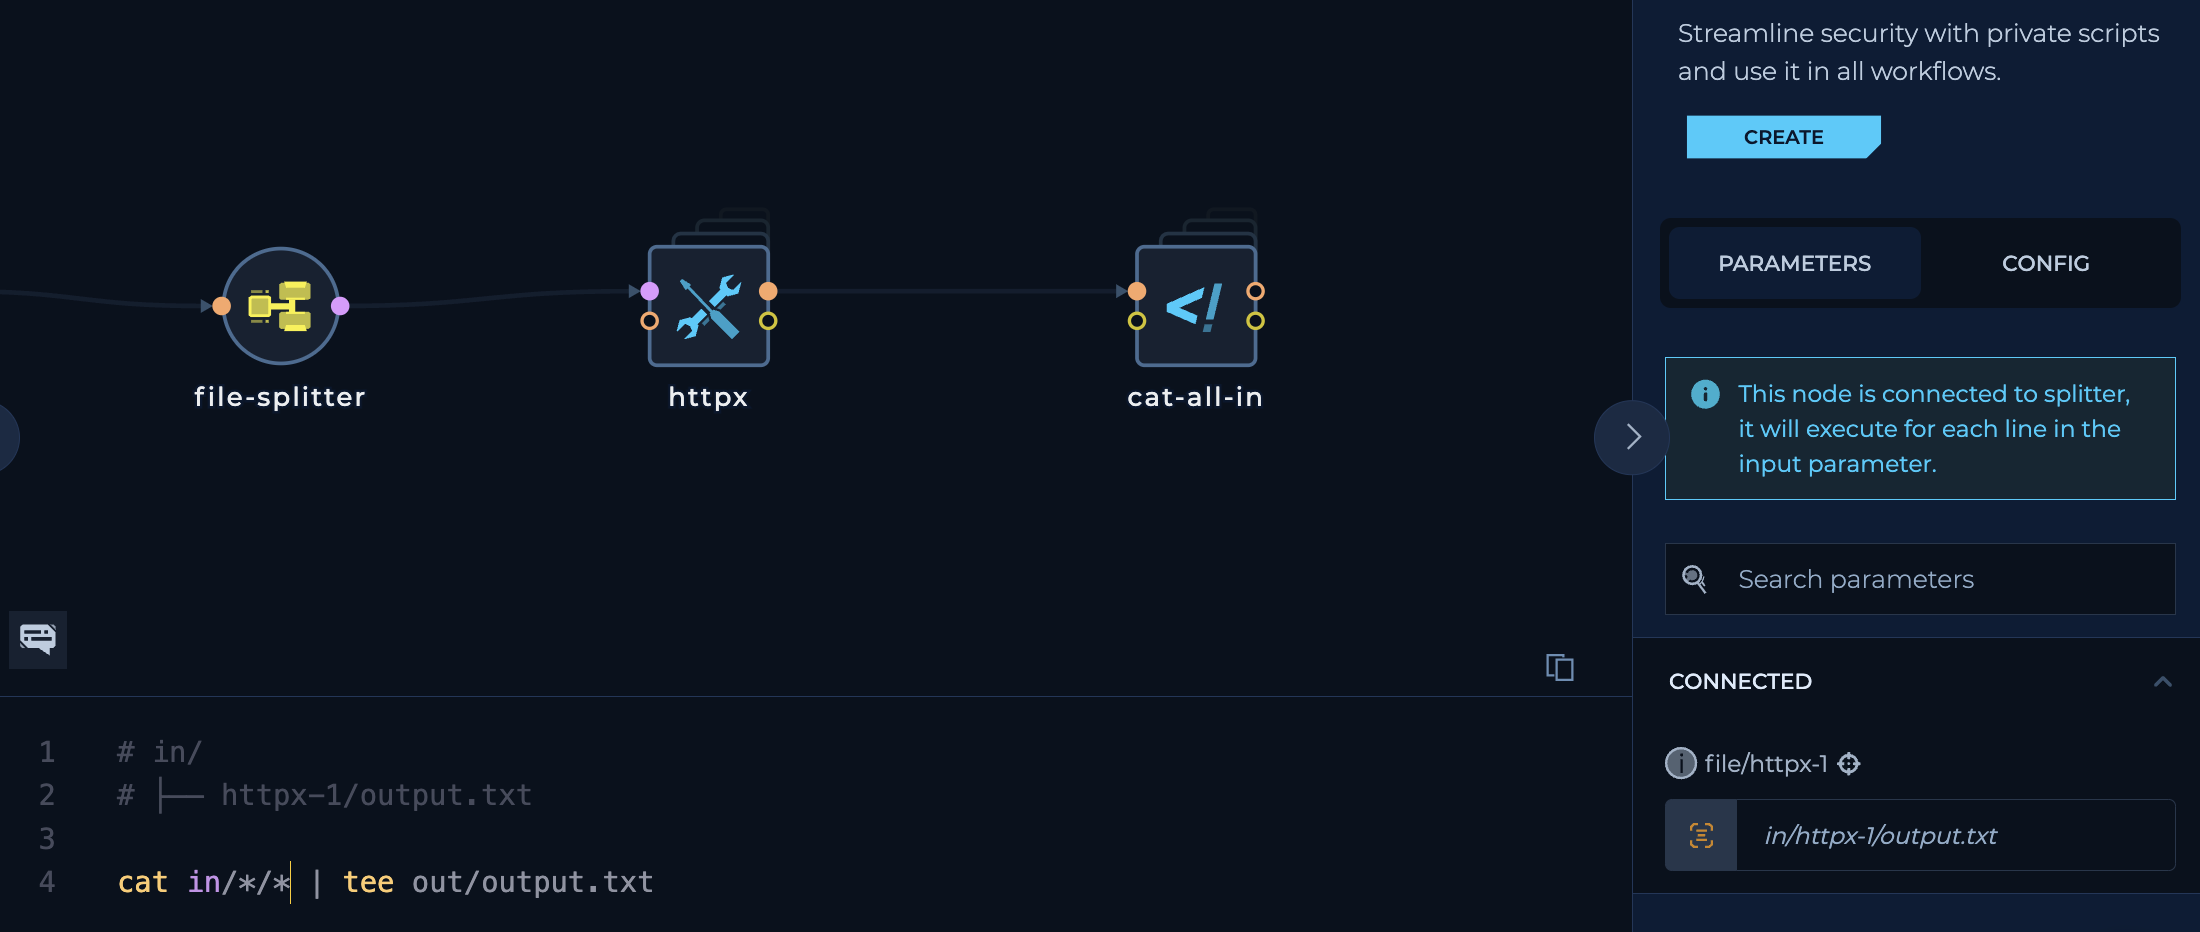 file-splitter
httpx
cat-all-in
1 # in/
2 # ├── httpx-1/output.txt
3
4 cat in/*/* | tee out/output.txt
Streamline security with private scripts
and use it in all workflows.
CREATE
PARAMETERS CONFIG
This node is connected to splitter,
it will execute for each line in the
input parameter.
Search parameters
CONNECTED
file/httpx-1
in/httpx-1/output.txt